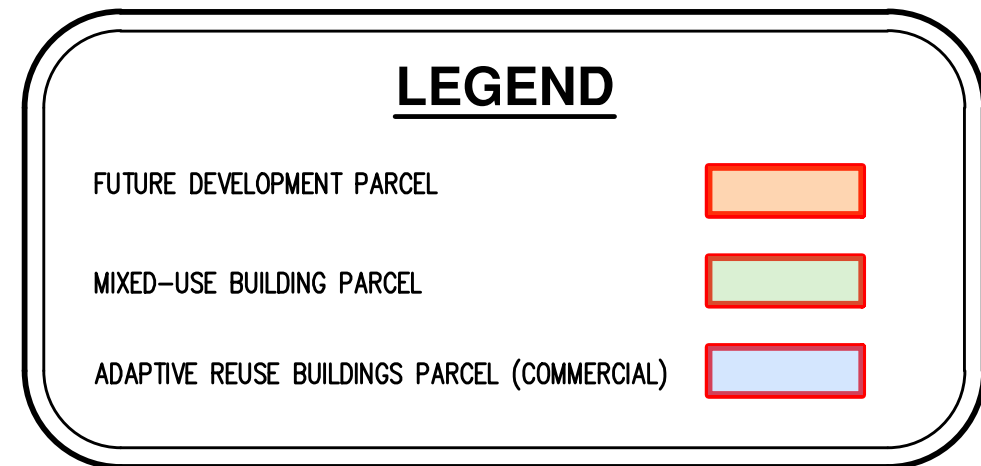 LEGEND
FUTURE DEVELOPMENT PARCEL
MIXED-USE BUILDING PARCEL
ADAPTIVE REUSE BUILDINGS PARCEL (COMMERCIAL)